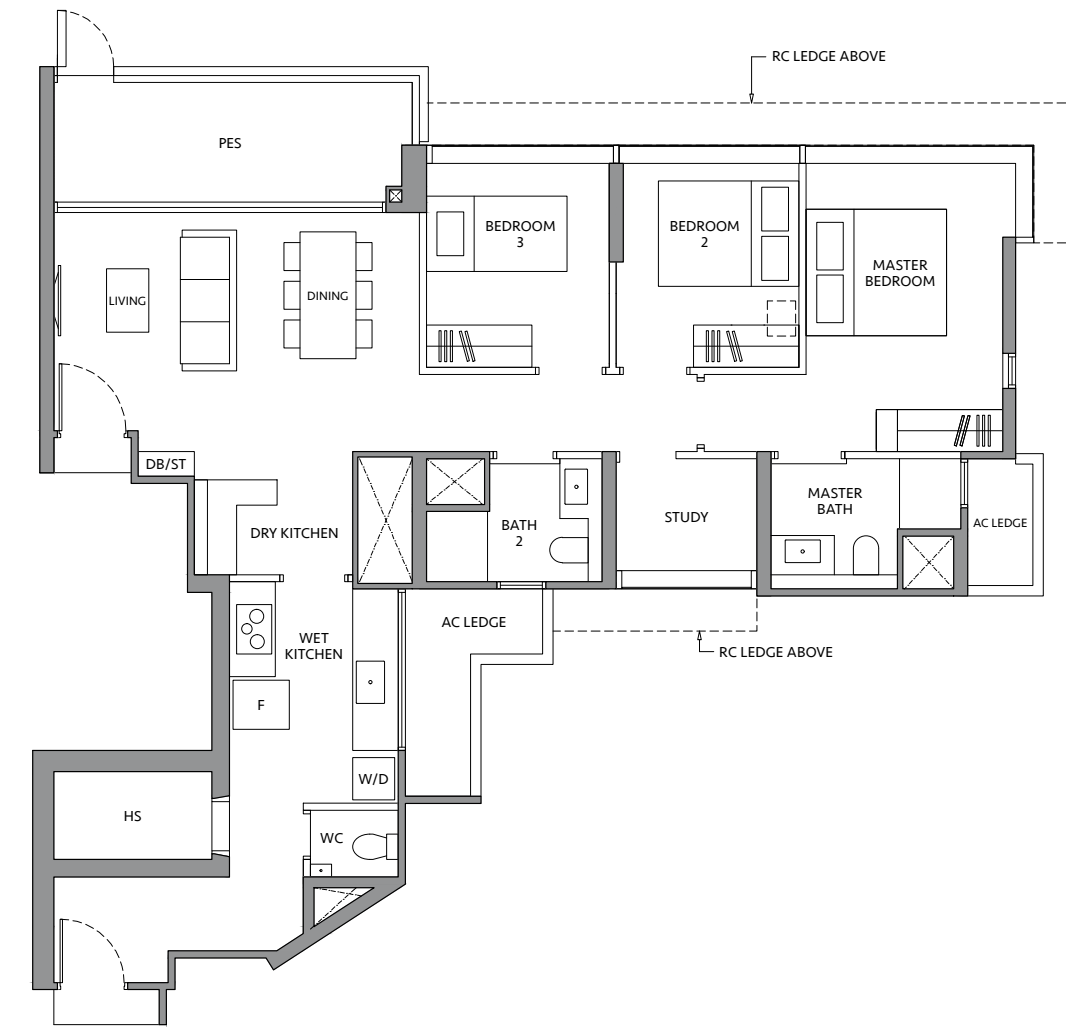 RC LEDGE ABOVE
PES
BEDROOM
3
BEDROOM
2
MASTER
BEDROOM
LIVING
DINING
DB/ST
DRY KITCHEN
BATH
2
STUDY
MASTER
BATH
AC LEDGE
WET
KITCHEN
AC LEDGE
RC LEDGE ABOVE
F
W/D
HS
WC